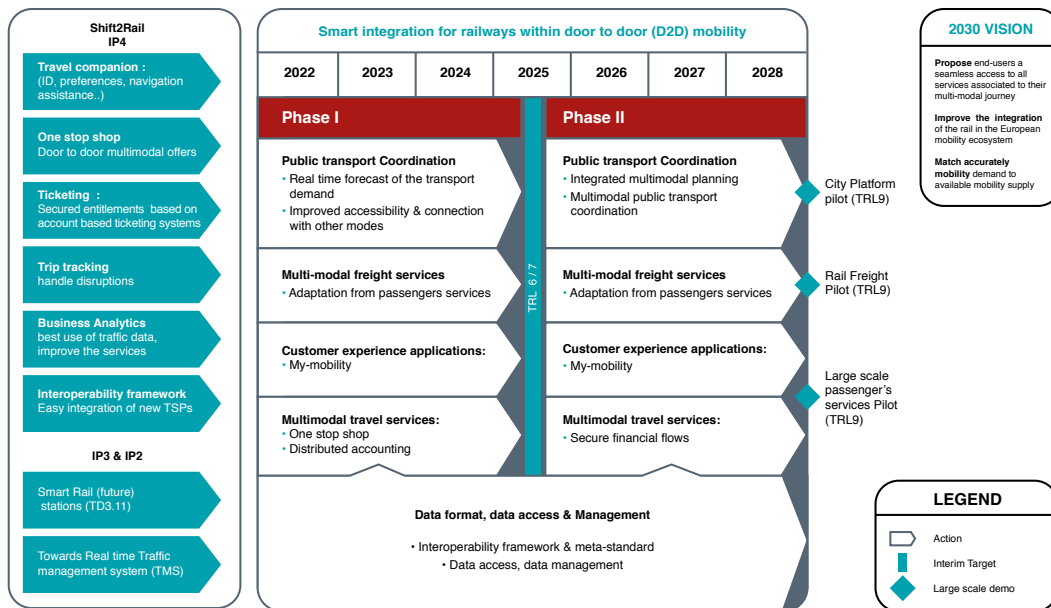 Shift2Rail
IP4
Travel companion :
(ID, preferences, navigation
assistance..)
One stop shop
Door to door multimodal offers
Ticketing :
Secured entitlements based on
account based ticketing systems
Trip tracking
handle disruptions
Business Analytics
best use of traffic data,
improve the services
Interoperability framework
Easy integration of new TSPs
IP3 & IP2
Smart Rail (future)
stations (TD3.11)
Towards Real time Traffic
management system (TMS)
Smart integration for railways within door to door (D2D) mobility
2022 2023 2024 2025 2026 2027 2028
Phase I
Public transport Coordination
• Real time forecast of the transport
demand
• Improved accessibility & connection
with other modes
Multi-modal freight services
• Adaptation from passengers services
Customer experience applications:
• My-mobility
Multimodal travel services:
• One stop shop
• Distributed accounting
TRL 6 / 7
Phase II
Public transport Coordination
• Integrated multimodal planning
• Multimodal public transport
coordination
Multi-modal freight services
• Adaptation from passengers services
Customer experience applications:
• My-mobility
Multimodal travel services:
• Secure financial flows
Data format, data access & Management
• Interoperability framework & meta-standard
• Data access, data management
City Platform
pilot (TRL9)
Rail Freight
Pilot (TRL9)
Large scale
passenger's
services Pilot
(TRL9)
2030 VISION
Propose end-users a
seamless access to all
services associated to their
multi-modal journey
Improve the integration
of the rail in the European
mobility ecosystem
Match accurately
mobility demand to
available mobility supply
LEGEND
Action
Interim Target
Large scale demo